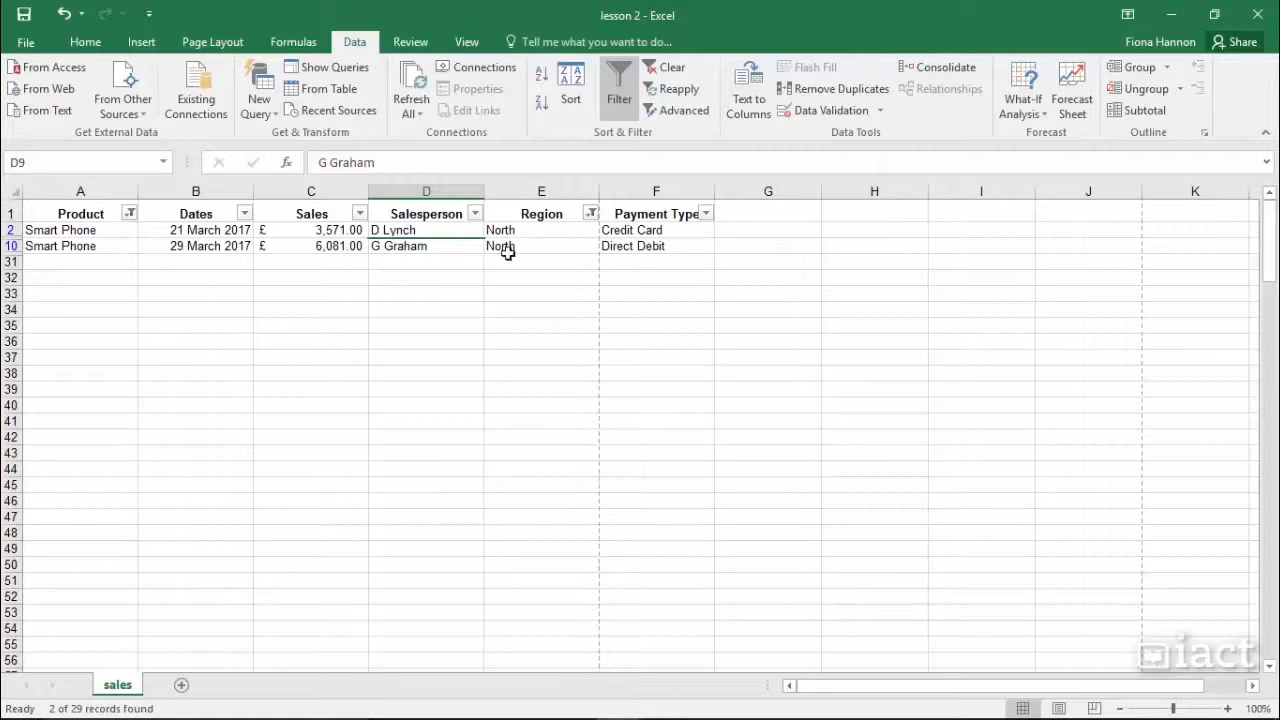 lesson 2 - Excel
File Home Insert Page Layout Formulas Data Review View Tell me what you want to do... Fiona Hannon Share
From Access
From Web
From Text
From Other Sources
Existing Connections
Get External Data
New Query
Show Queries
From Table
Recent Sources
Get & Transform
Refresh All
Connections
Properties
Edit Links
Connections
Sort
Filter
Clear
Reapply
Advanced
Sort & Filter
Text to Columns
Flash Fill
Remove Duplicates
Data Validation
Consolidate
Relationships
Data Tools
What-If Analysis
Forecast Sheet
Forecast
Group
Ungroup
Subtotal
Outline
D9 fx G Graham
A B C D E F G H I J K
1 Product Dates Sales Salesperson Region Payment Type
2 Smart Phone 21 March 2017 £ 3,571.00 D Lynch North Credit Card
10 Smart Phone 29 March 2017 £ 6,081.00 G Graham North Direct Debit
31
32
33
34
35
36
37
38
39
40
41
42
43
44
45
46
47
48
49
50
51
52
53
54
55
56
iact
sales
Ready 2 of 29 records found 100%